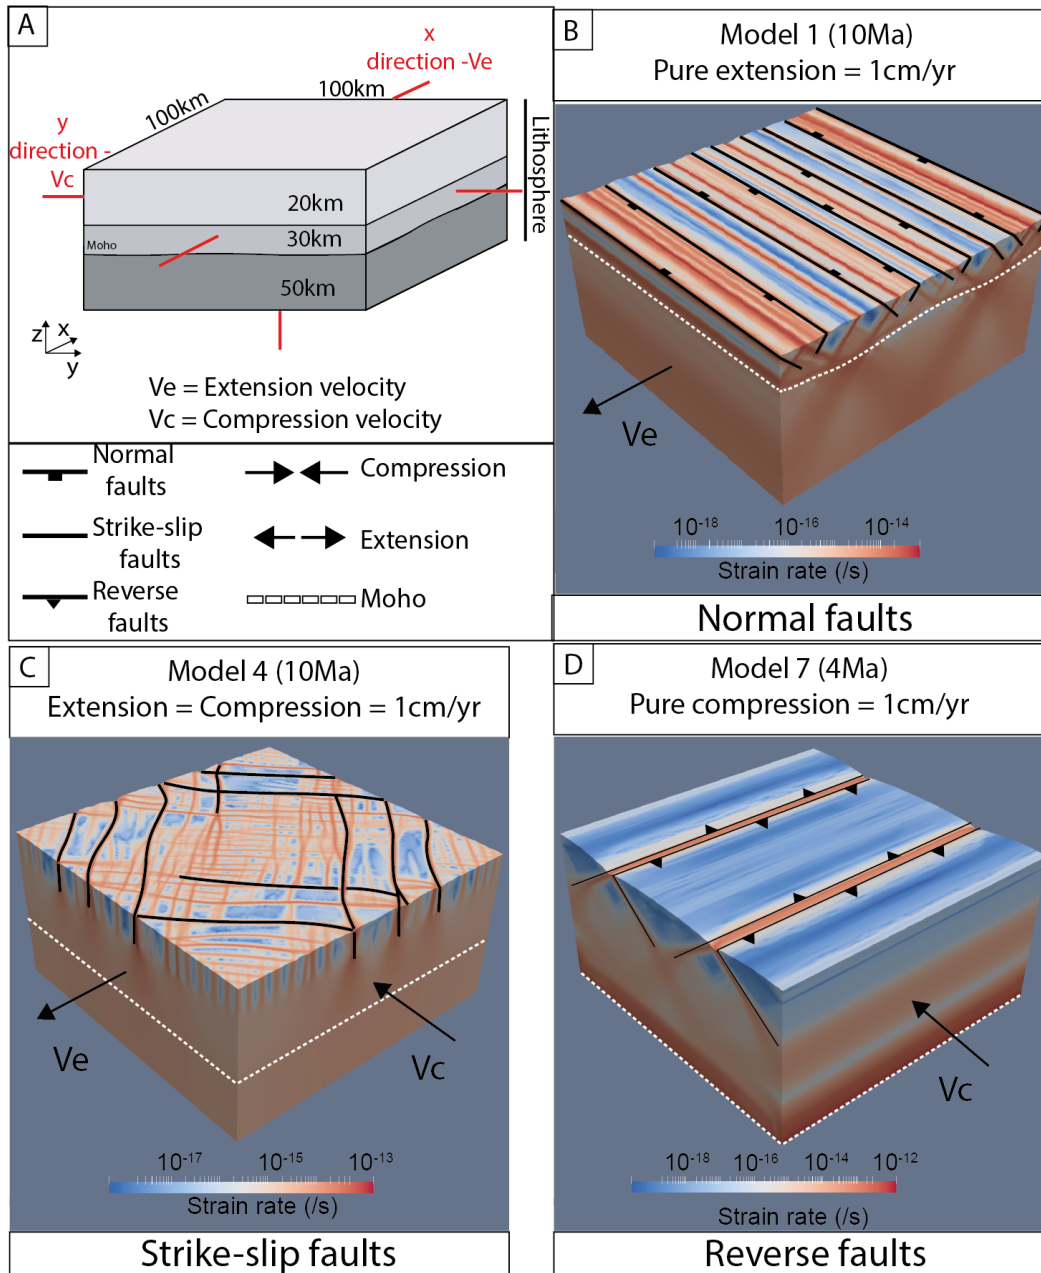 A
x
direction -Ve
100km
100km
y
direction -
Vc
Lithosphere
20km
30km
Moho
50km
z
x
y
Ve = Extension velocity
Vc = Compression velocity
Normal
faults
Compression
Strike-slip
faults
Extension
Reverse
faults
Moho
B
Model 1 (10Ma)
Pure extension = 1cm/yr
Ve
10-18 10-16 10-14
Strain rate (/s)
Normal faults
C
Model 4 (10Ma)
Extension = Compression = 1cm/yr
Ve
Vc
10-17 10-15 10-13
Strain rate (/s)
Strike-slip faults
D
Model 7 (4Ma)
Pure compression = 1cm/yr
Vc
10-18 10-16 10-14 10-12
Strain rate (/s)
Reverse faults